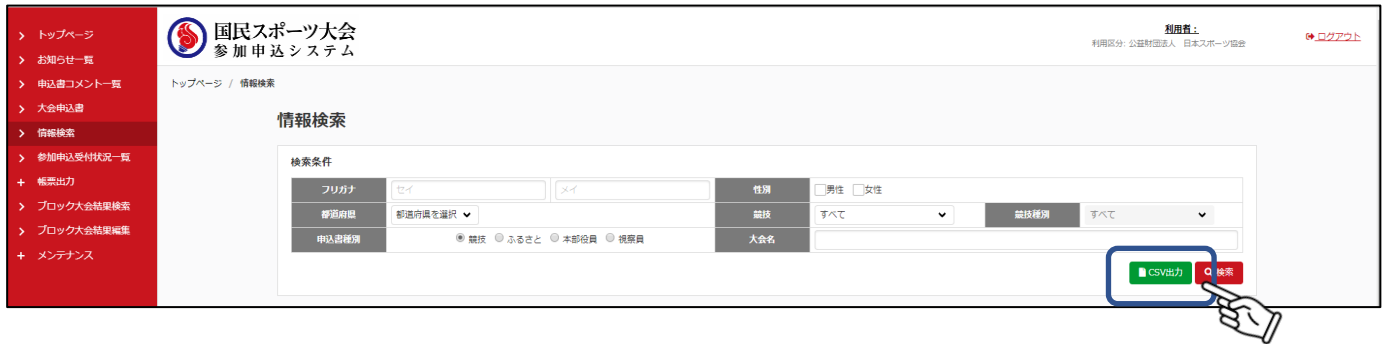 トップページ
お知らせ一覧
申込書コメント一覧
大会申込書
情報検索
参加申込受付状況一覧
帳票出力
ブロック大会結果検索
ブロック大会結果編集
メンテナンス
国民スポーツ大会
参加申込システム
利用者：
利用区分: 公益財団法人 日本スポーツ協会
ログアウト
トップページ / 情報検索
情報検索
検索条件
フリガナ セイ メイ 性別 男性 女性
都道府県 都道府県を選択 競技 すべて 競技種別 すべて
申込書種別 競技 ふるさと 本部役員 視察員 大会名
CSV出力 検索